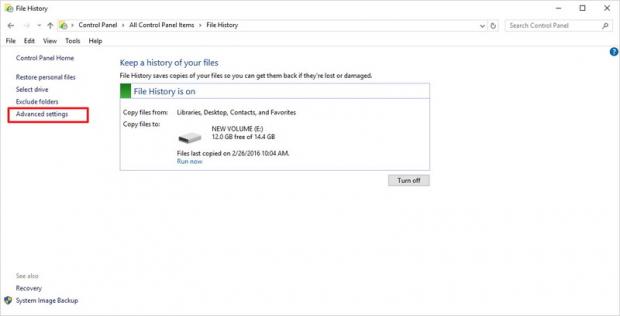 File History
Control Panel > All Control Panel Items > File History
Search Control Panel
File Edit View Tools Help
Control Panel Home
Restore personal files
Select drive
Exclude folders
Advanced settings
Keep a history of your files
File History saves copies of your files so you can get them back if they're lost or damaged.
File History is on
Copy files from: Libraries, Desktop, Contacts, and Favorites
Copy files to:
NEW VOLUME (E:)
12.0 GB free of 14.4 GB
Files last copied on 2/26/2016 10:04 AM.
Run now
Turn off
See also
Recovery
System Image Backup